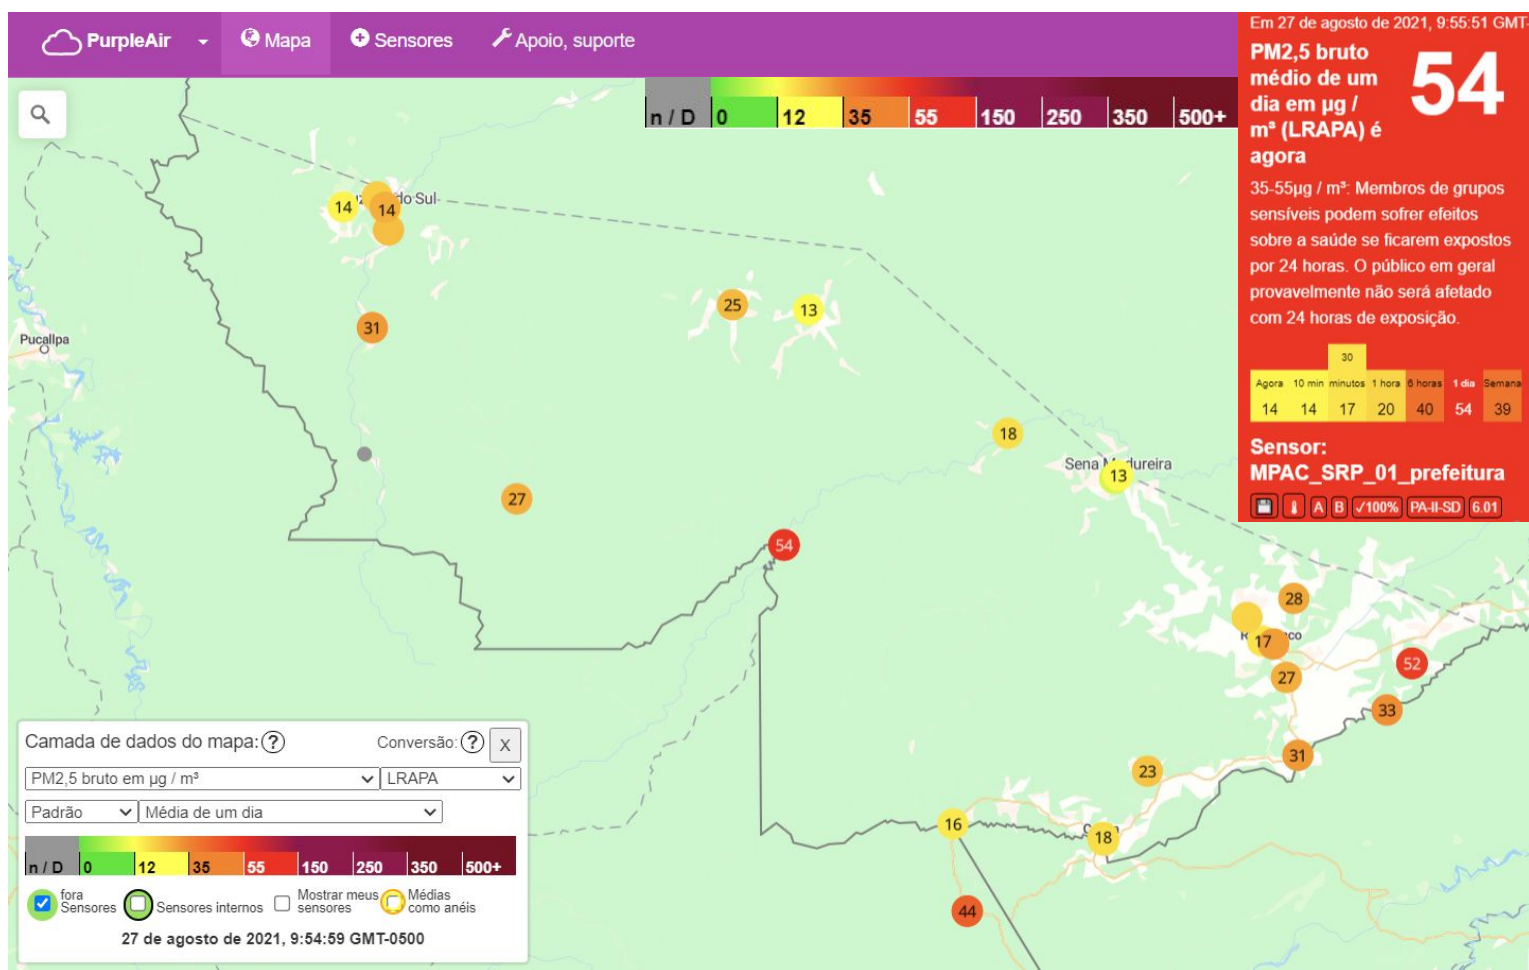 PurpleAir
Mapa
Sensores
Apoio, suporte
n / D 0 12 35 55 150 250 350 500+
Em 27 de agosto de 2021, 9:55:51 GMT-
PM2,5 bruto
médio de um
dia em µg /
m³ (LRAPA) é
agora
54
35-55µg / m³: Membros de grupos
sensíveis podem sofrer efeitos
sobre a saúde se ficarem expostos
por 24 horas. O público em geral
provavelmente não será afetado
com 24 horas de exposição.
30
Agora 10 min minutos 1 hora 6 horas 1 dia Semana
14 14 17 20 40 54 39
Sensor:
MPAC_SRP_01_prefeitura
A B √100% PA-II-SD 6.01
do Sul
14
14
25
13
31
Pucallpa
18
Sena Madureira
13
27
54
28
17
52
27
33
31
23
16
18
44
Camada de dados do mapa: ?
Conversão: ? X
PM2,5 bruto em µg / m³
LRAPA
Padrão
Média de um dia
n / D 0 12 35 55 150 250 350 500+
fora
Sensores
Sensores internos
Mostrar meus
sensores
Médias
como anéis
27 de agosto de 2021, 9:54:59 GMT-0500